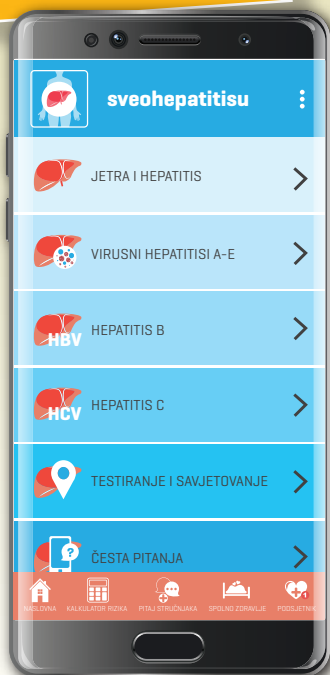 sveohepatitisu
JETRA I HEPATITIS
VIRUSNI HEPATITISI A-E
HBV
HEPATITIS B
HCV
HEPATITIS C
TESTIRANJE I SAVJETOVANJE
?
ČESTA PITANJA
NASLOVNA KALKULATOR RIZIKA PITAJ STRUČNJAKA SPOLNO ZDRAVLJE PODSJETNIK